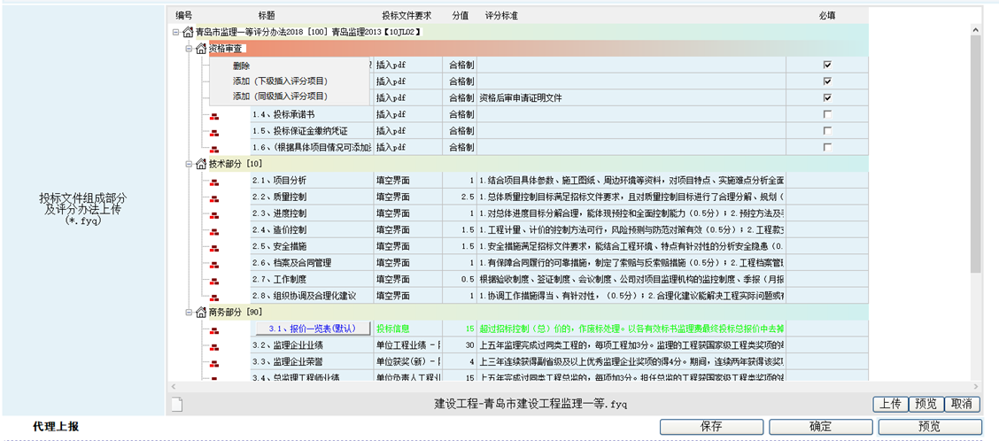 编号 标题 投标文件要求 分值 评分标准 必填
青岛市监理一等评分办法2018 [100] 青岛监理2013【10JL02】
资格审查
删除
添加（下级插入评分项目）
添加（同级插入评分项目）
插入pdf 合格制
插入pdf 合格制
插入pdf 合格制 资格后审申请证明文件
1.4、投标承诺书 插入pdf 合格制
1.5、投标保证金缴纳凭证 插入pdf 合格制
1.6、(根据具体项目情况可添加 插入pdf 合格制
技术部分 [10]
2.1、项目分析 填空界面 1 1.结合项目具体参数、施工图纸、周边环境等资料，对项目特点、实施难点分析全面
2.2、质量控制 填空界面 2.5 1.总体质量控制目标满足招标文件要求，且对质量控制目标进行了合理分解、规划（
2.3、进度控制 填空界面 1 1.对总体进度目标分解合理，能体现预控和全面控制能力（0.5分）；2.预控方法及
2.4、造价控制 填空界面 1.5 1.工程计量、计价的控制方法可行，风险预测与防范对策有效（0.5分）；2.工程款
2.5、安全措施 填空界面 1.5 1.安全措施满足招标文件要求，能结合工程环境、特点有针对性的分析安全隐患（0.
2.6、档案及合同管理 填空界面 1 1.有保障合同履行的可靠措施，制定了索赔与反索赔措施（0.5分）；2.工程档案管
2.7、工作制度 填空界面 0.5 根据验收制度、签证制度、会议制度、公司对项目监理机构的监控制度、季报（月报
2.8、组织协调及合理化建议 填空界面 1 1.协调工作措施得当、有针对性，（0.5分）；2.合理化建议能解决工程实际问题或
商务部分 [90]
3.1、报价一览表(默认) 投标信息 15 超过招标控制（总）价的，作废标处理。以各有效标书监理费最终投标总报价中去掉
3.2、监理企业业绩 单位工程业绩 - 30 上五年监理完成过同类工程的，每项工程加3分。监理的工程获国家级工程类奖项的
3.3、监理企业荣誉 单位获奖(新) - 4 上三年连续获得副省级及以上优秀监理企业奖项的得4分。期间，连续两年获得该奖
3.4、总监理工程师业绩 单位负责人工程 15 上五年完成过同类工程总监的，每项加3分。担任总监的工程获国家级工程类奖项的
投标文件组成部分
及评分办法上传
(*.fyq)
建设工程-青岛市建设工程监理一等.fyq 上传 预览 取消
代理上报 保存 确定 预览